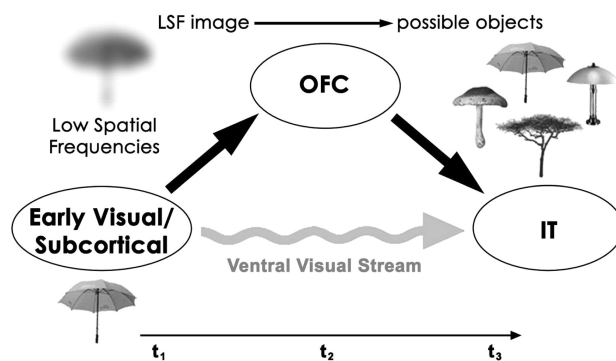 LSF image
possible objects
OFC
Low Spatial
Frequencies
Early Visual/
Subcortical
IT
Ventral Visual Stream
t1
t2
t3